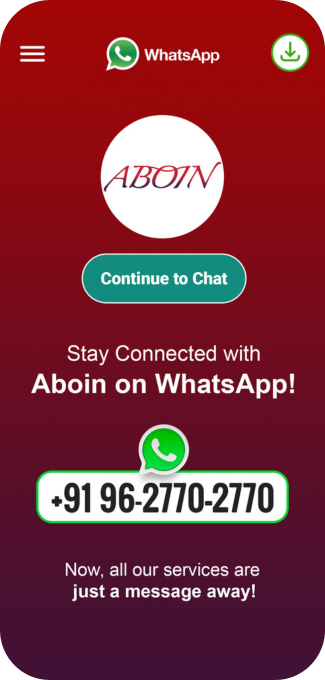 WhatsApp
ABOIN
Continue to Chat
Stay Connected with
Aboin on WhatsApp!
+91 96-2770-2770
Now, all our services are
just a message away!